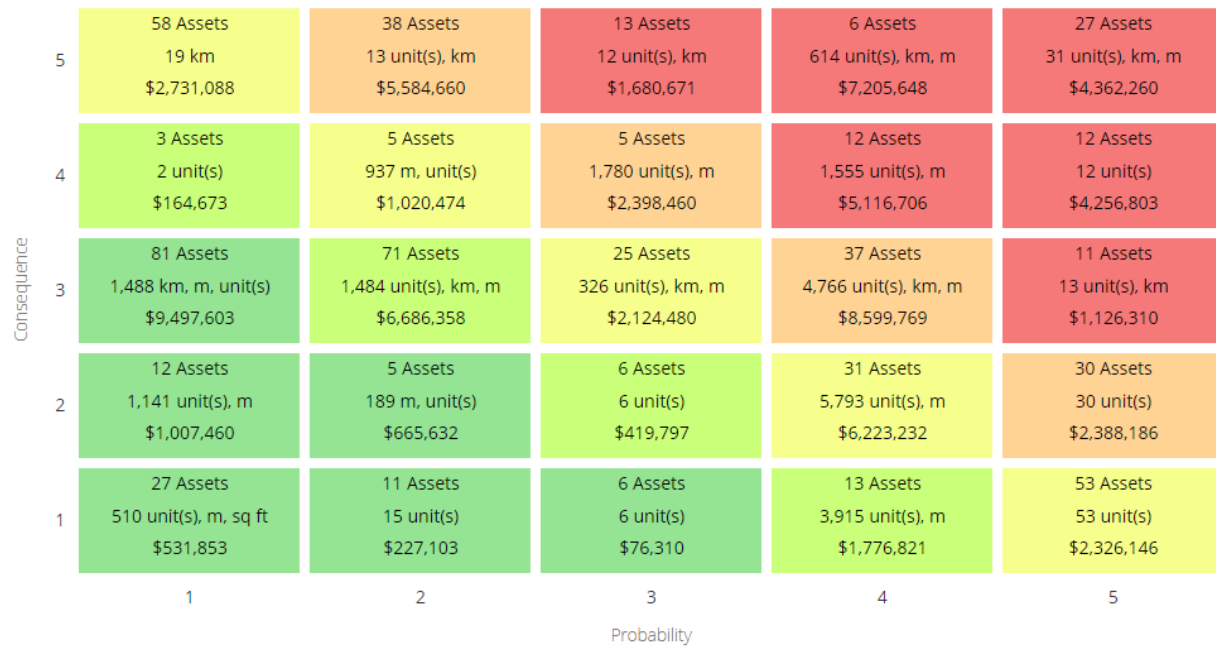 Consequence
5
58 Assets
19 km
$2,731,088
38 Assets
13 unit(s), km
$5,584,660
13 Assets
12 unit(s), km
$1,680,671
6 Assets
614 unit(s), km, m
$7,205,648
27 Assets
31 unit(s), km, m
$4,362,260
4
3 Assets
2 unit(s)
$164,673
5 Assets
937 m, unit(s)
$1,020,474
5 Assets
1,780 unit(s), m
$2,398,460
12 Assets
1,555 unit(s), m
$5,116,706
12 Assets
12 unit(s)
$4,256,803
3
81 Assets
1,488 km, m, unit(s)
$9,497,603
71 Assets
1,484 unit(s), km, m
$6,686,358
25 Assets
326 unit(s), km, m
$2,124,480
37 Assets
4,766 unit(s), km, m
$8,599,769
11 Assets
13 unit(s), km
$1,126,310
2
12 Assets
1,141 unit(s), m
$1,007,460
5 Assets
189 m, unit(s)
$665,632
6 Assets
6 unit(s)
$419,797
31 Assets
5,793 unit(s), m
$6,223,232
30 Assets
30 unit(s)
$2,388,186
1
27 Assets
510 unit(s), m, sq ft
$531,853
11 Assets
15 unit(s)
$227,103
6 Assets
6 unit(s)
$76,310
13 Assets
3,915 unit(s), m
$1,776,821
53 Assets
53 unit(s)
$2,326,146
1
2
3
4
5
Probability